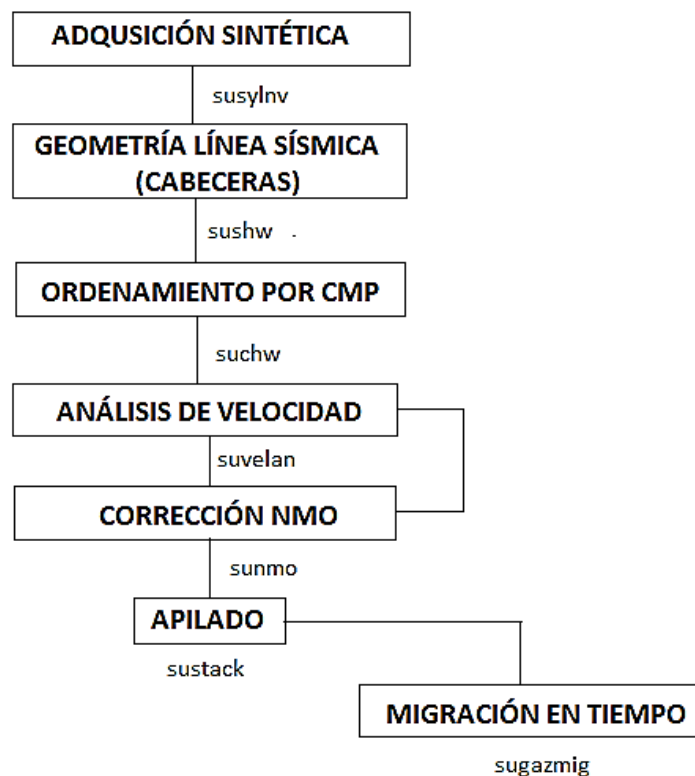 ADQUSICIÓN SINTÉTICA
susylnv
GEOMETRÍA LÍNEA SÍSMICA
(CABECERAS)
sushw .
ORDENAMIENTO POR CMP
suchw
ANÁLISIS DE VELOCIDAD
suvelan
CORRECCIÓN NMO
sunmo
APILADO
sustack
MIGRACIÓN EN TIEMPO
sugazmig